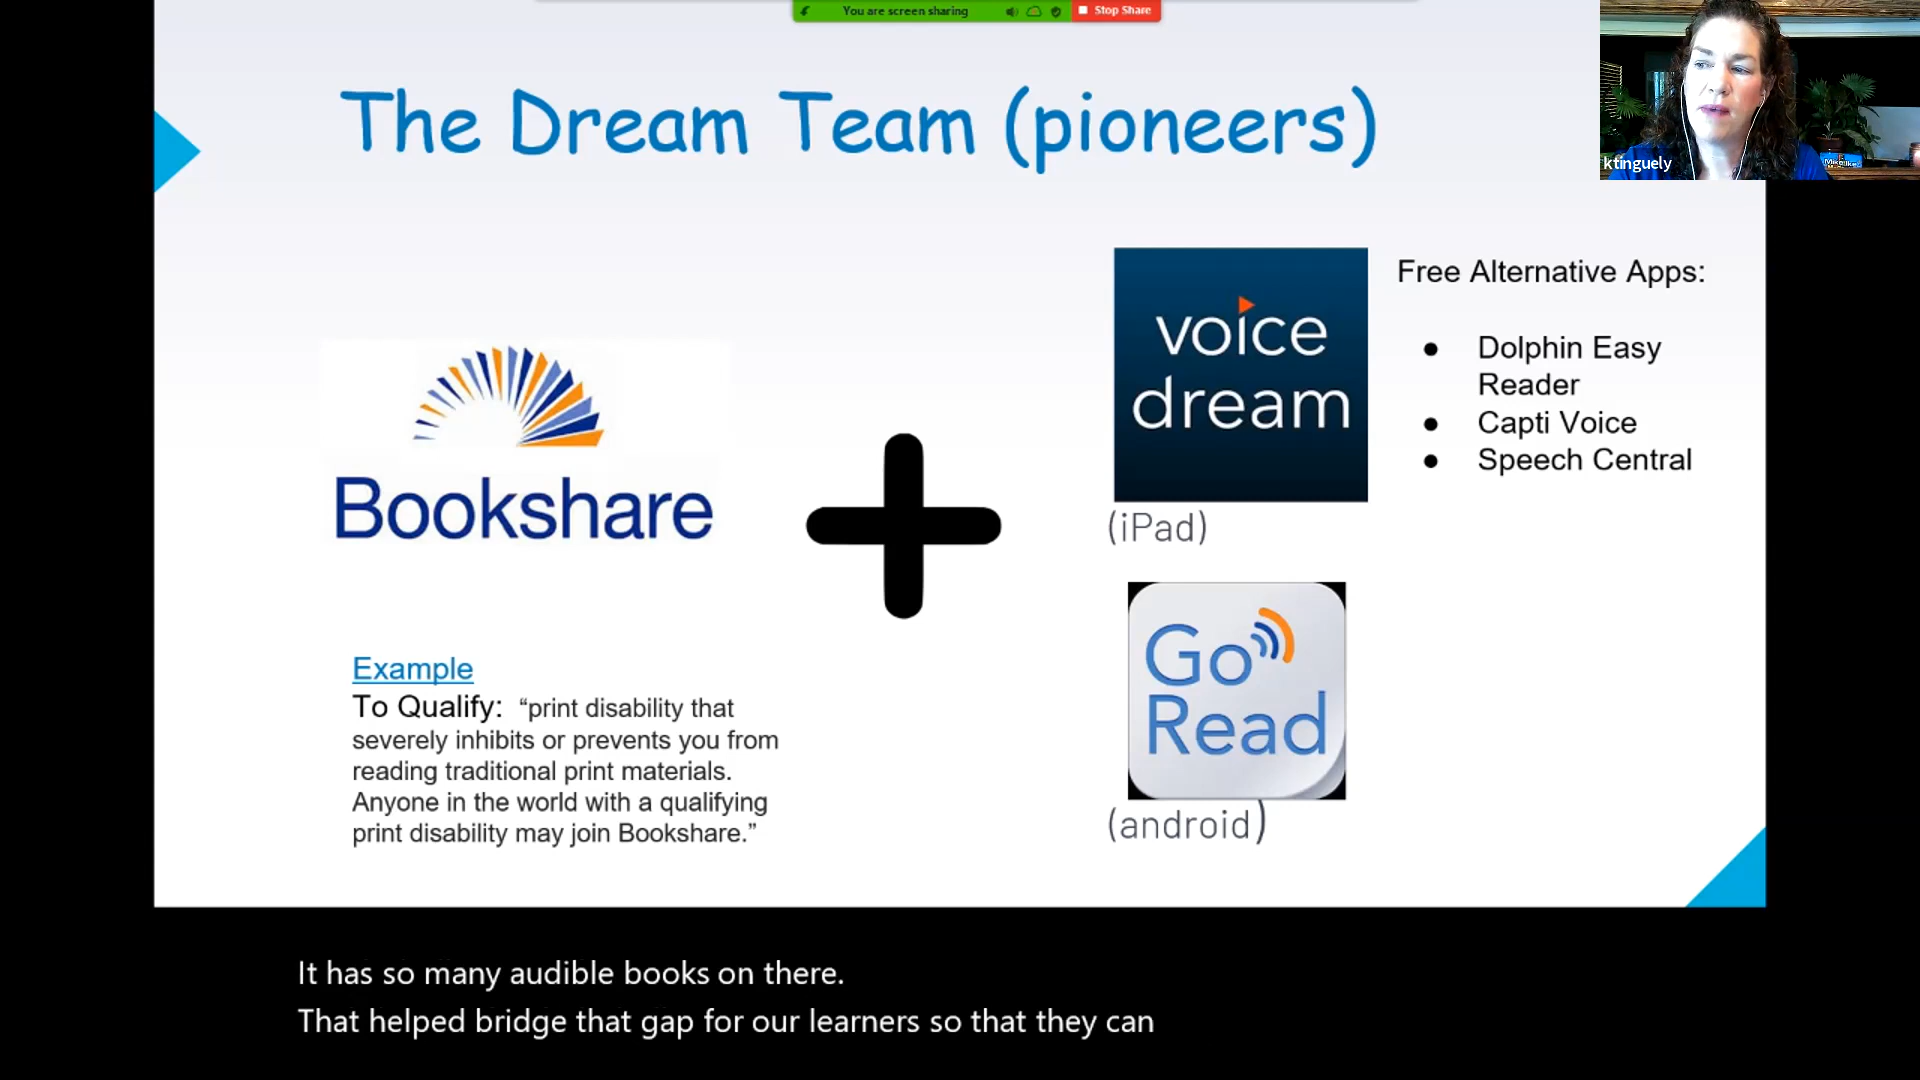 You are screen sharing
Stop Share
The Dream Team (pioneers)
ktinguely
voice
dream
Free Alternative Apps:
● Dolphin Easy
Reader
● Capti Voice
● Speech Central
Bookshare
(iPad)
Go
Read
(android)
Example
To Qualify: “print disability that
severely inhibits or prevents you from
reading traditional print materials.
Anyone in the world with a qualifying
print disability may join Bookshare.”
It has so many audible books on there.
That helped bridge that gap for our learners so that they can